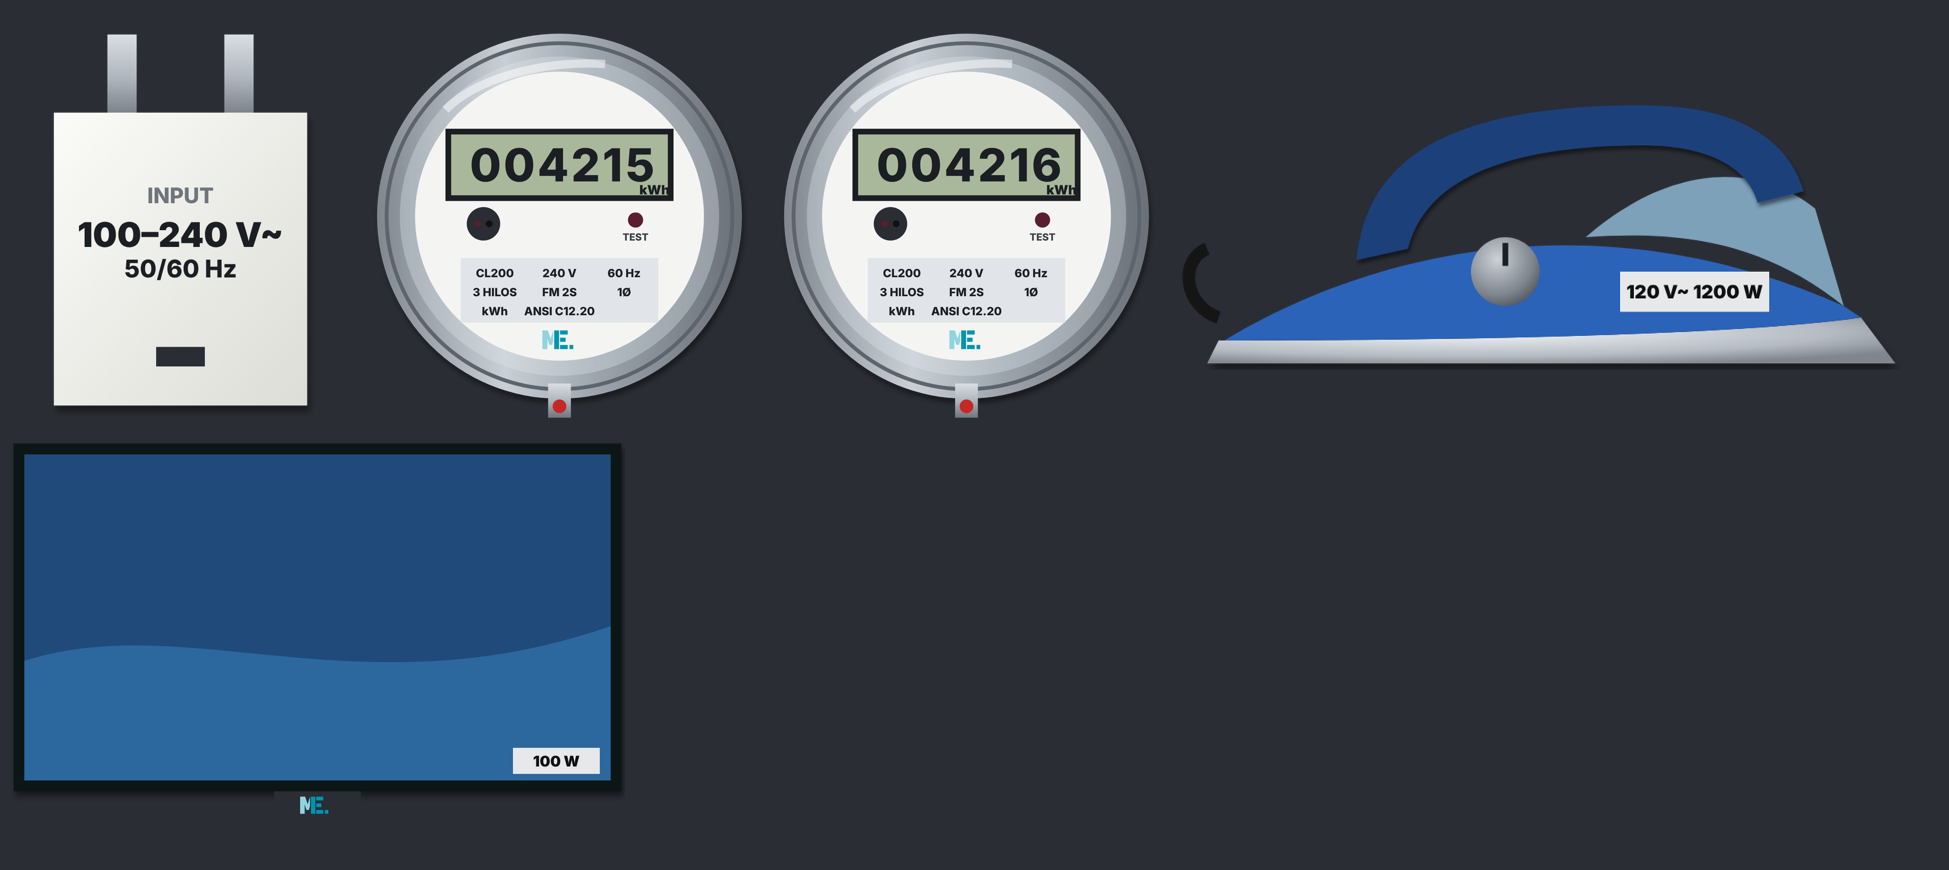 INPUT
100–240 V~
50/60 Hz
004215
kWh
TEST
CL200 240 V 60 Hz
3 HILOS FM 2S 1Ø
kWh ANSI C12.20
ME.
004216
kWh
TEST
CL200 240 V 60 Hz
3 HILOS FM 2S 1Ø
kWh ANSI C12.20
ME.
120 V~ 1200 W
100 W
ME.